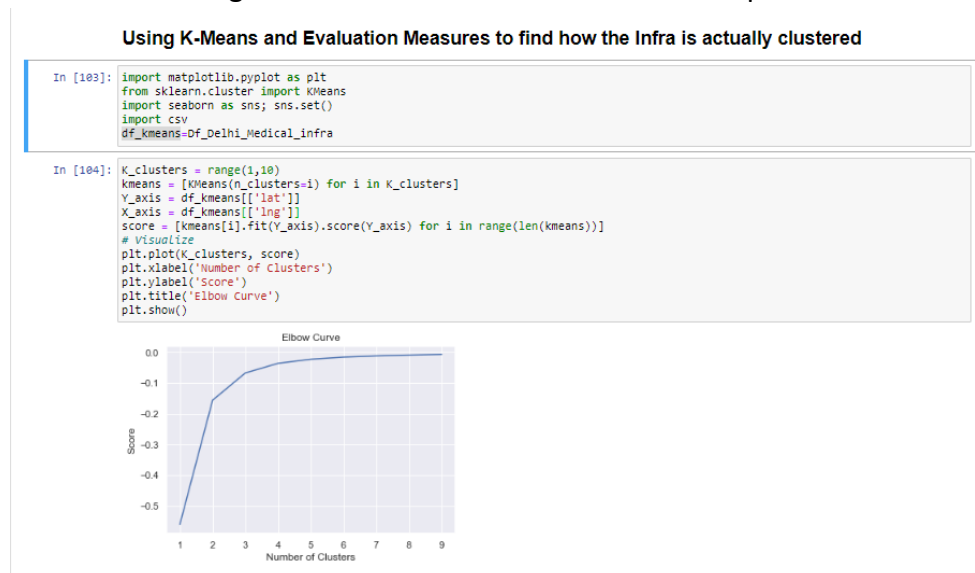 Using K-Means and Evaluation Measures to find how the Infra is actually clustered
In [103]: import matplotlib.pyplot as plt
from sklearn.cluster import KMeans
import seaborn as sns; sns.set()
import csv
df_kmeans=Df_Delhi_Medical_infra
In [104]: K_clusters = range(1,10)
kmeans = [KMeans(n_clusters=i) for i in K_clusters]
Y_axis = df_kmeans[['lat']]
X_axis = df_kmeans[['lng']]
score = [kmeans[i].fit(Y_axis).score(Y_axis) for i in range(len(kmeans))]
# Visualize
plt.plot(K_clusters, score)
plt.xlabel('Number of Clusters')
plt.ylabel('Score')
plt.title('Elbow Curve')
plt.show()
Elbow Curve
0.0
−0.1
−0.2
−0.3
−0.4
−0.5
Score
1 2 3 4 5 6 7 8 9
Number of Clusters